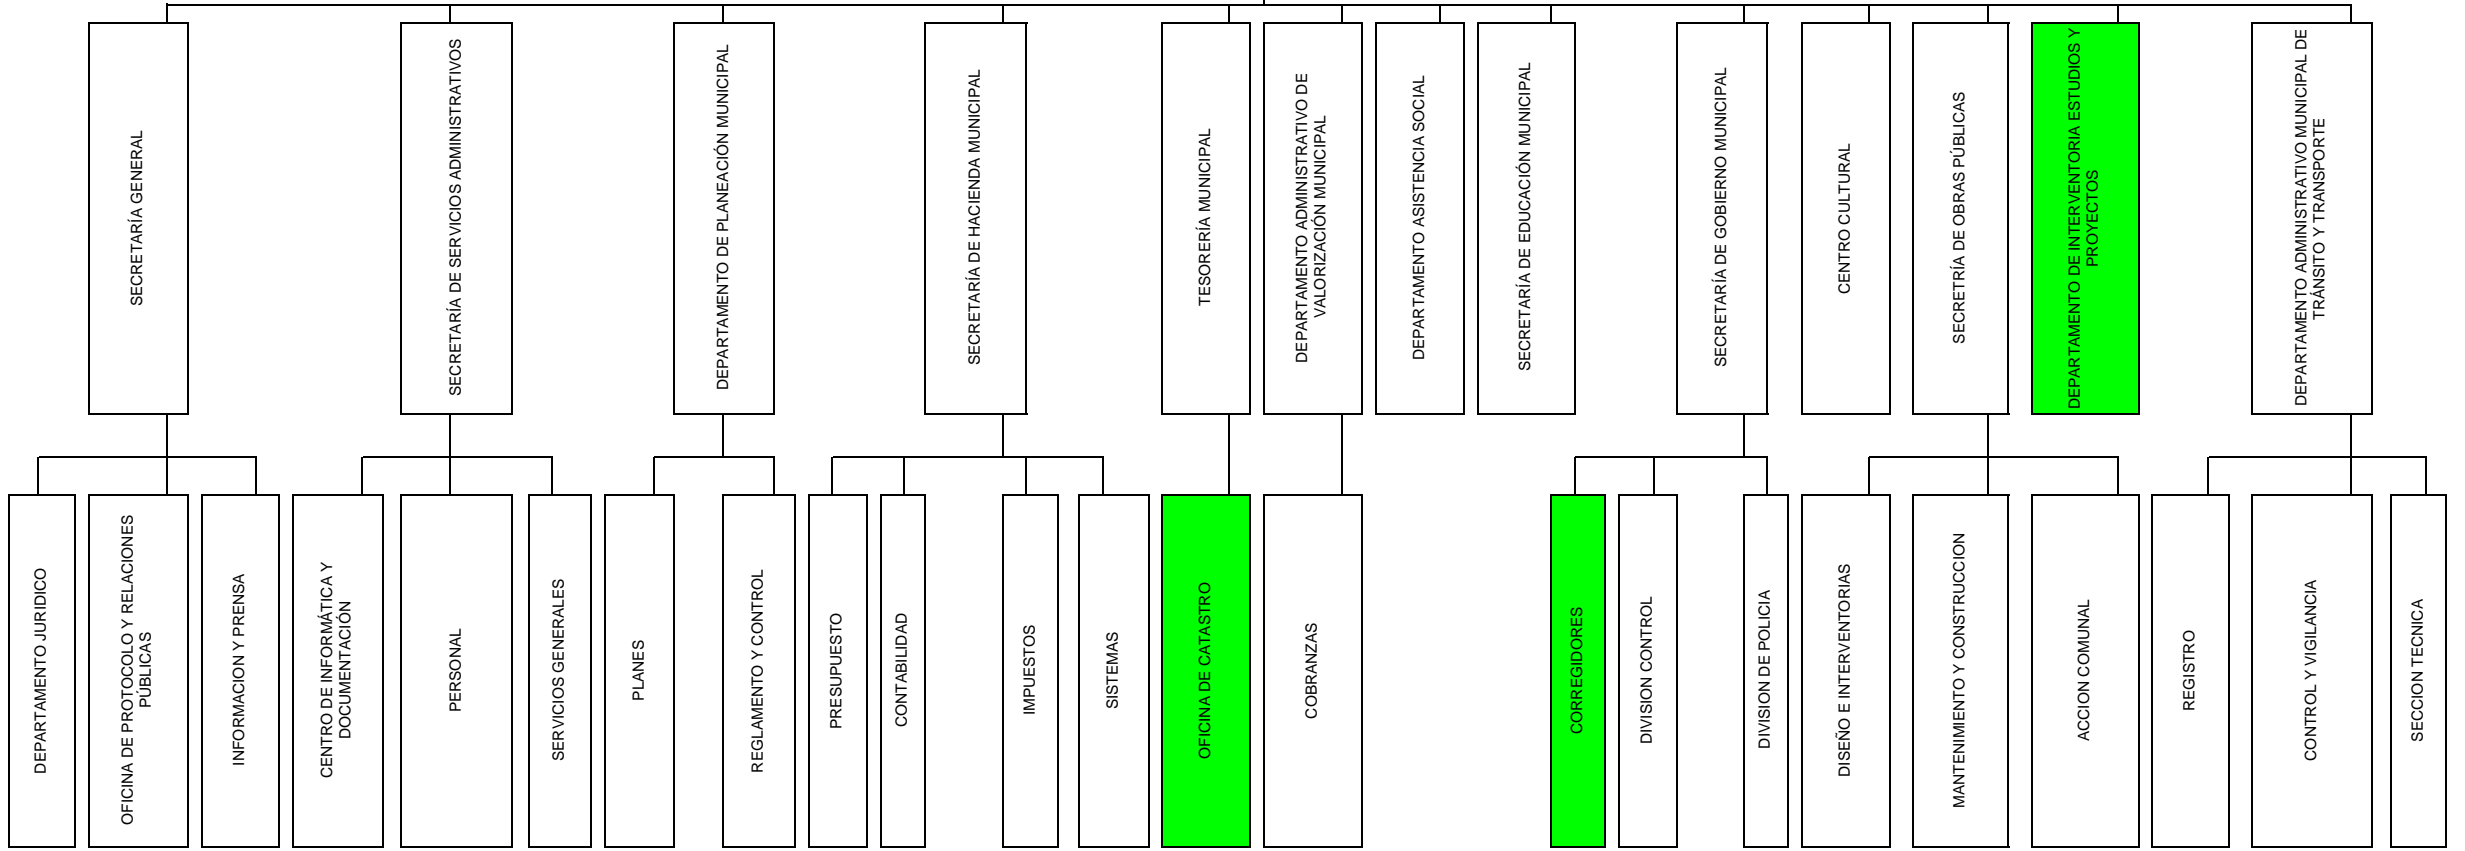 SECRETARÍA GENERAL
SECRETARÍA DE SERVICIOS ADMINISTRATIVOS
DEPARTAMENTO DE PLANEACIÓN MUNICIPAL
SECRETARÍA DE HACIENDA MUNICIPAL
TESORERÍA MUNICIPAL
DEPARTAMENTO ADMINISTRATIVO DE
VALORIZACIÓN MUNICIPAL
DEPARTAMENTO ASISTENCIA SOCIAL
SECRETARÍA DE EDUCACIÓN MUNICIPAL
SECRETARÍA DE GOBIERNO MUNICIPAL
CENTRO CULTURAL
SECRETRÍA DE OBRAS PÚBLICAS
DEPARTAMENTO DE INTERVENTORIA ESTUDIOS Y
PROYECTOS
DEPARTAMENTO ADMINISTRATIVO MUNICIPAL DE
TRÁNSITO Y TRANSPORTE
DEPARTAMENTO JURIDICO
OFICINA DE PROTOCOLO Y RELACIONES
PÚBLICAS
INFORMACION Y PRENSA
CENTRO DE INFORMÁTICA Y
DOCUMENTACIÓN
PERSONAL
SERVICIOS GENERALES
PLANES
REGLAMENTO Y CONTROL
PRESUPUESTO
CONTABILIDAD
IMPUESTOS
SISTEMAS
OFICINA DE CATASTRO
COBRANZAS
CORREGIDORES
DIVISION CONTROL
DIVISION DE POLICIA
DISEÑO E INTERVENTORIAS
MANTENIMIENTO Y CONSTRUCCION
ACCION COMUNAL
REGISTRO
CONTROL Y VIGILANCIA
SECCION TECNICA